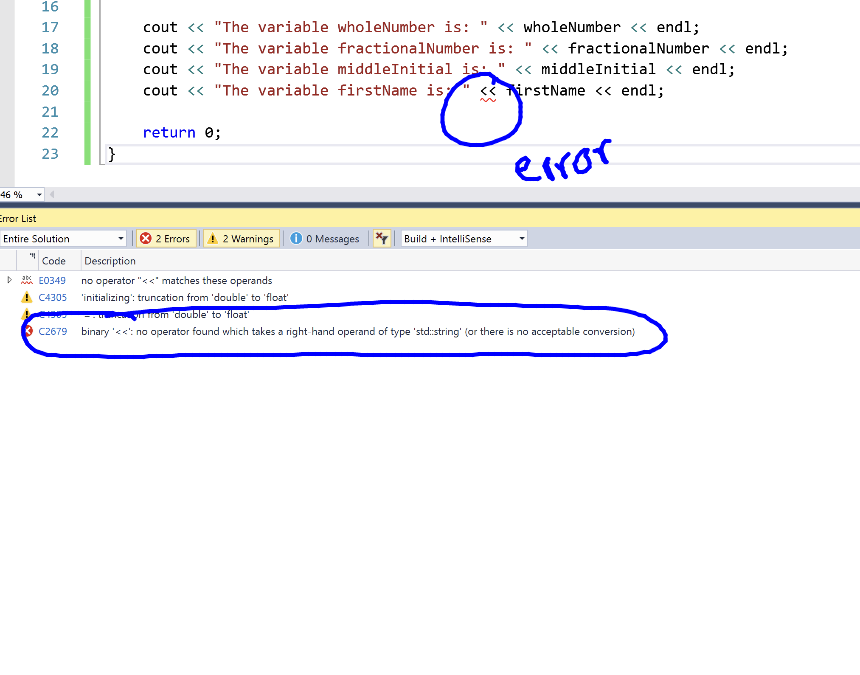 16
17 cout << "The variable wholeNumber is: " << wholeNumber << endl;
18 cout << "The variable fractionalNumber is: " << fractionalNumber << endl;
19 cout << "The variable middleInitial is: " << middleInitial << endl;
20 cout << "The variable firstName is: " << firstName << endl;
21
22 return 0;
23 }
error
46 %
Error List
Entire Solution 2 Errors 2 Warnings 0 Messages Build + IntelliSense
Code Description
abc E0349 no operator "<<" matches these operands
C4305 'initializing': truncation from 'double' to 'float'
C4305 '=': truncation from 'double' to 'float'
C2679 binary '<<': no operator found which takes a right-hand operand of type 'std::string' (or there is no acceptable conversion)